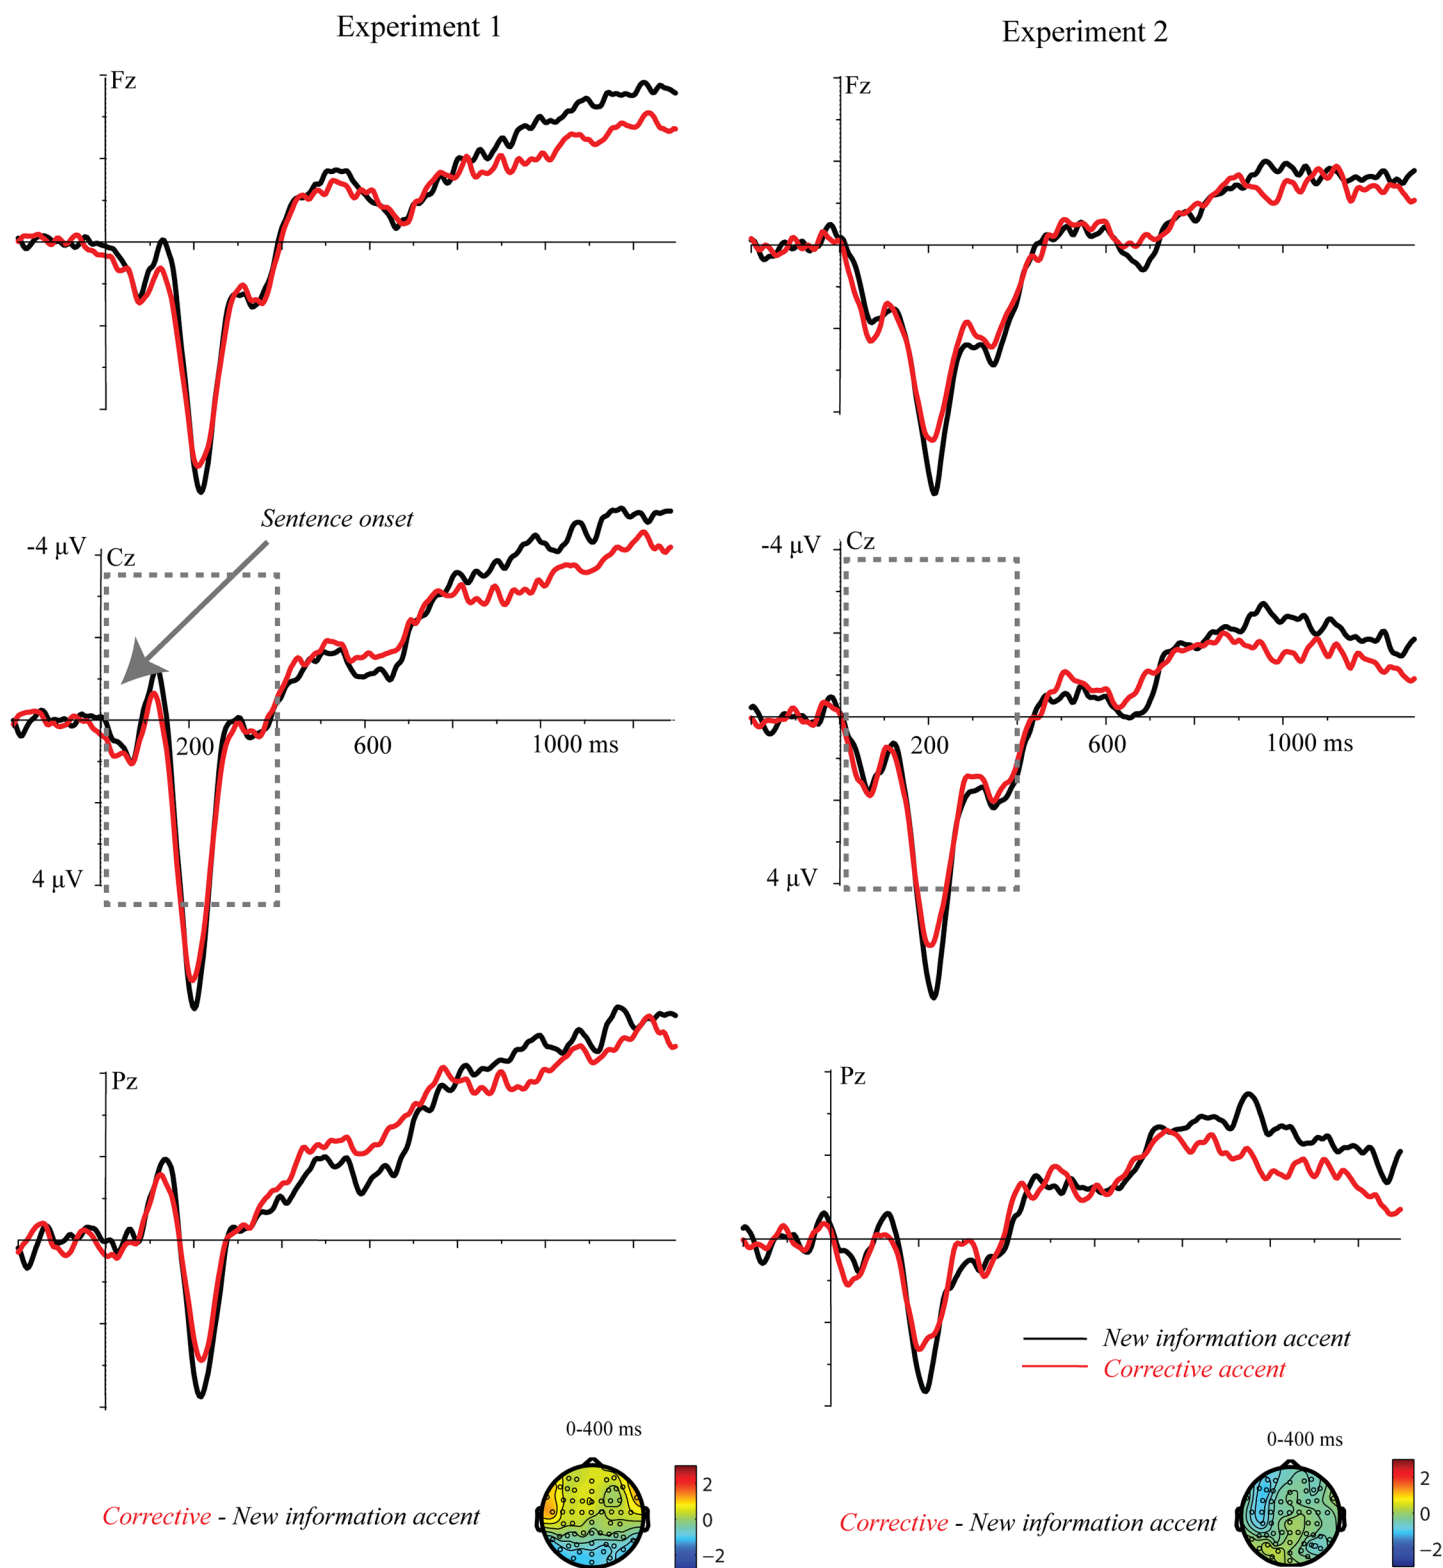 Experiment 1
Experiment 2
Fz
Fz
Sentence onset
-4 μV
Cz
-4 μV
Cz
200
600
1000 ms
200
600
1000 ms
4 μV
4 μV
Pz
Pz
New information accent
Corrective accent
0-400 ms
0-400 ms
Corrective - New information accent
2
0
−2
Corrective - New information accent
2
0
−2